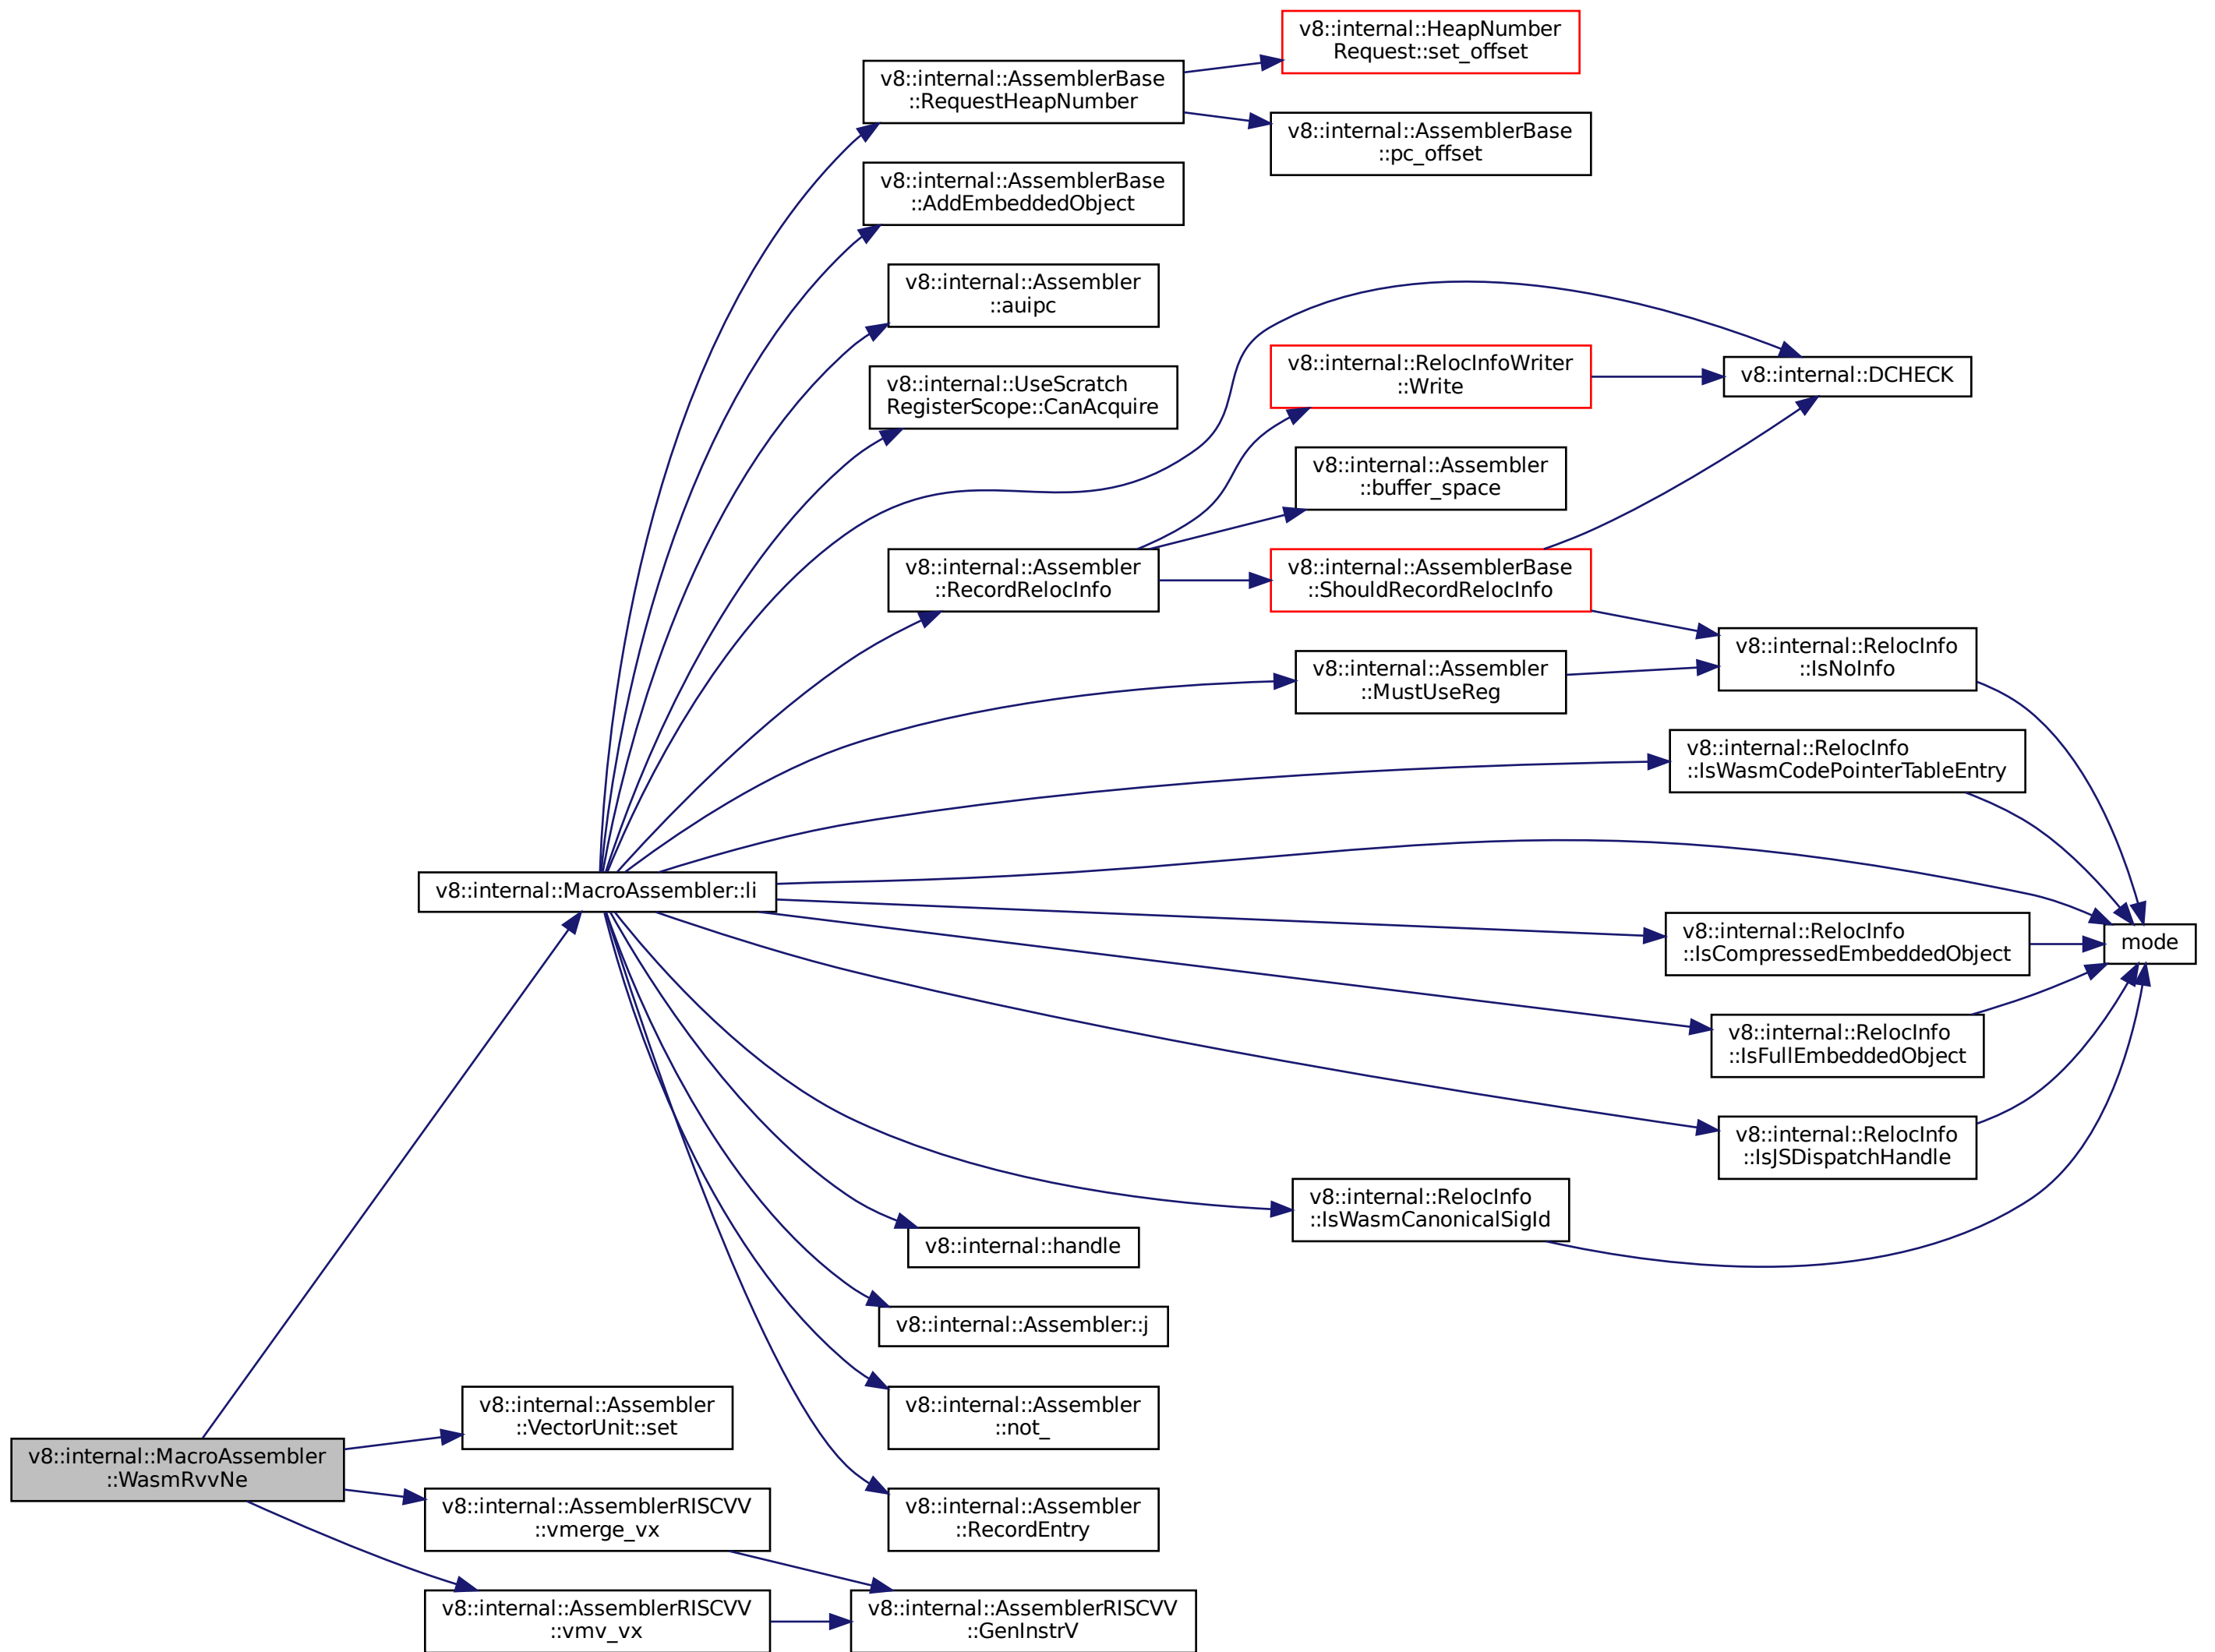 v8::internal::HeapNumber
Request::set_offset
v8::internal::AssemblerBase
::RequestHeapNumber
v8::internal::AssemblerBase
::pc_offset
v8::internal::AssemblerBase
::AddEmbeddedObject
v8::internal::Assembler
::auipc
v8::internal::UseScratch
RegisterScope::CanAcquire
v8::internal::RelocInfoWriter
::Write
v8::internal::DCHECK
v8::internal::Assembler
::buffer_space
v8::internal::Assembler
::RecordRelocInfo
v8::internal::AssemblerBase
::ShouldRecordRelocInfo
v8::internal::RelocInfo
::IsNoInfo
v8::internal::Assembler
::MustUseReg
v8::internal::RelocInfo
::IsWasmCodePointerTableEntry
v8::internal::MacroAssembler::li
v8::internal::RelocInfo
::IsCompressedEmbeddedObject
mode
v8::internal::RelocInfo
::IsFullEmbeddedObject
v8::internal::RelocInfo
::IsJSDispatchHandle
v8::internal::RelocInfo
::IsWasmCanonicalSigId
v8::internal::handle
v8::internal::Assembler::j
v8::internal::Assembler
::VectorUnit::set
v8::internal::Assembler
::not_
v8::internal::MacroAssembler
::WasmRvvNe
v8::internal::AssemblerRISCVV
::vmerge_vx
v8::internal::Assembler
::RecordEntry
v8::internal::AssemblerRISCVV
::vmv_vx
v8::internal::AssemblerRISCVV
::GenInstrV